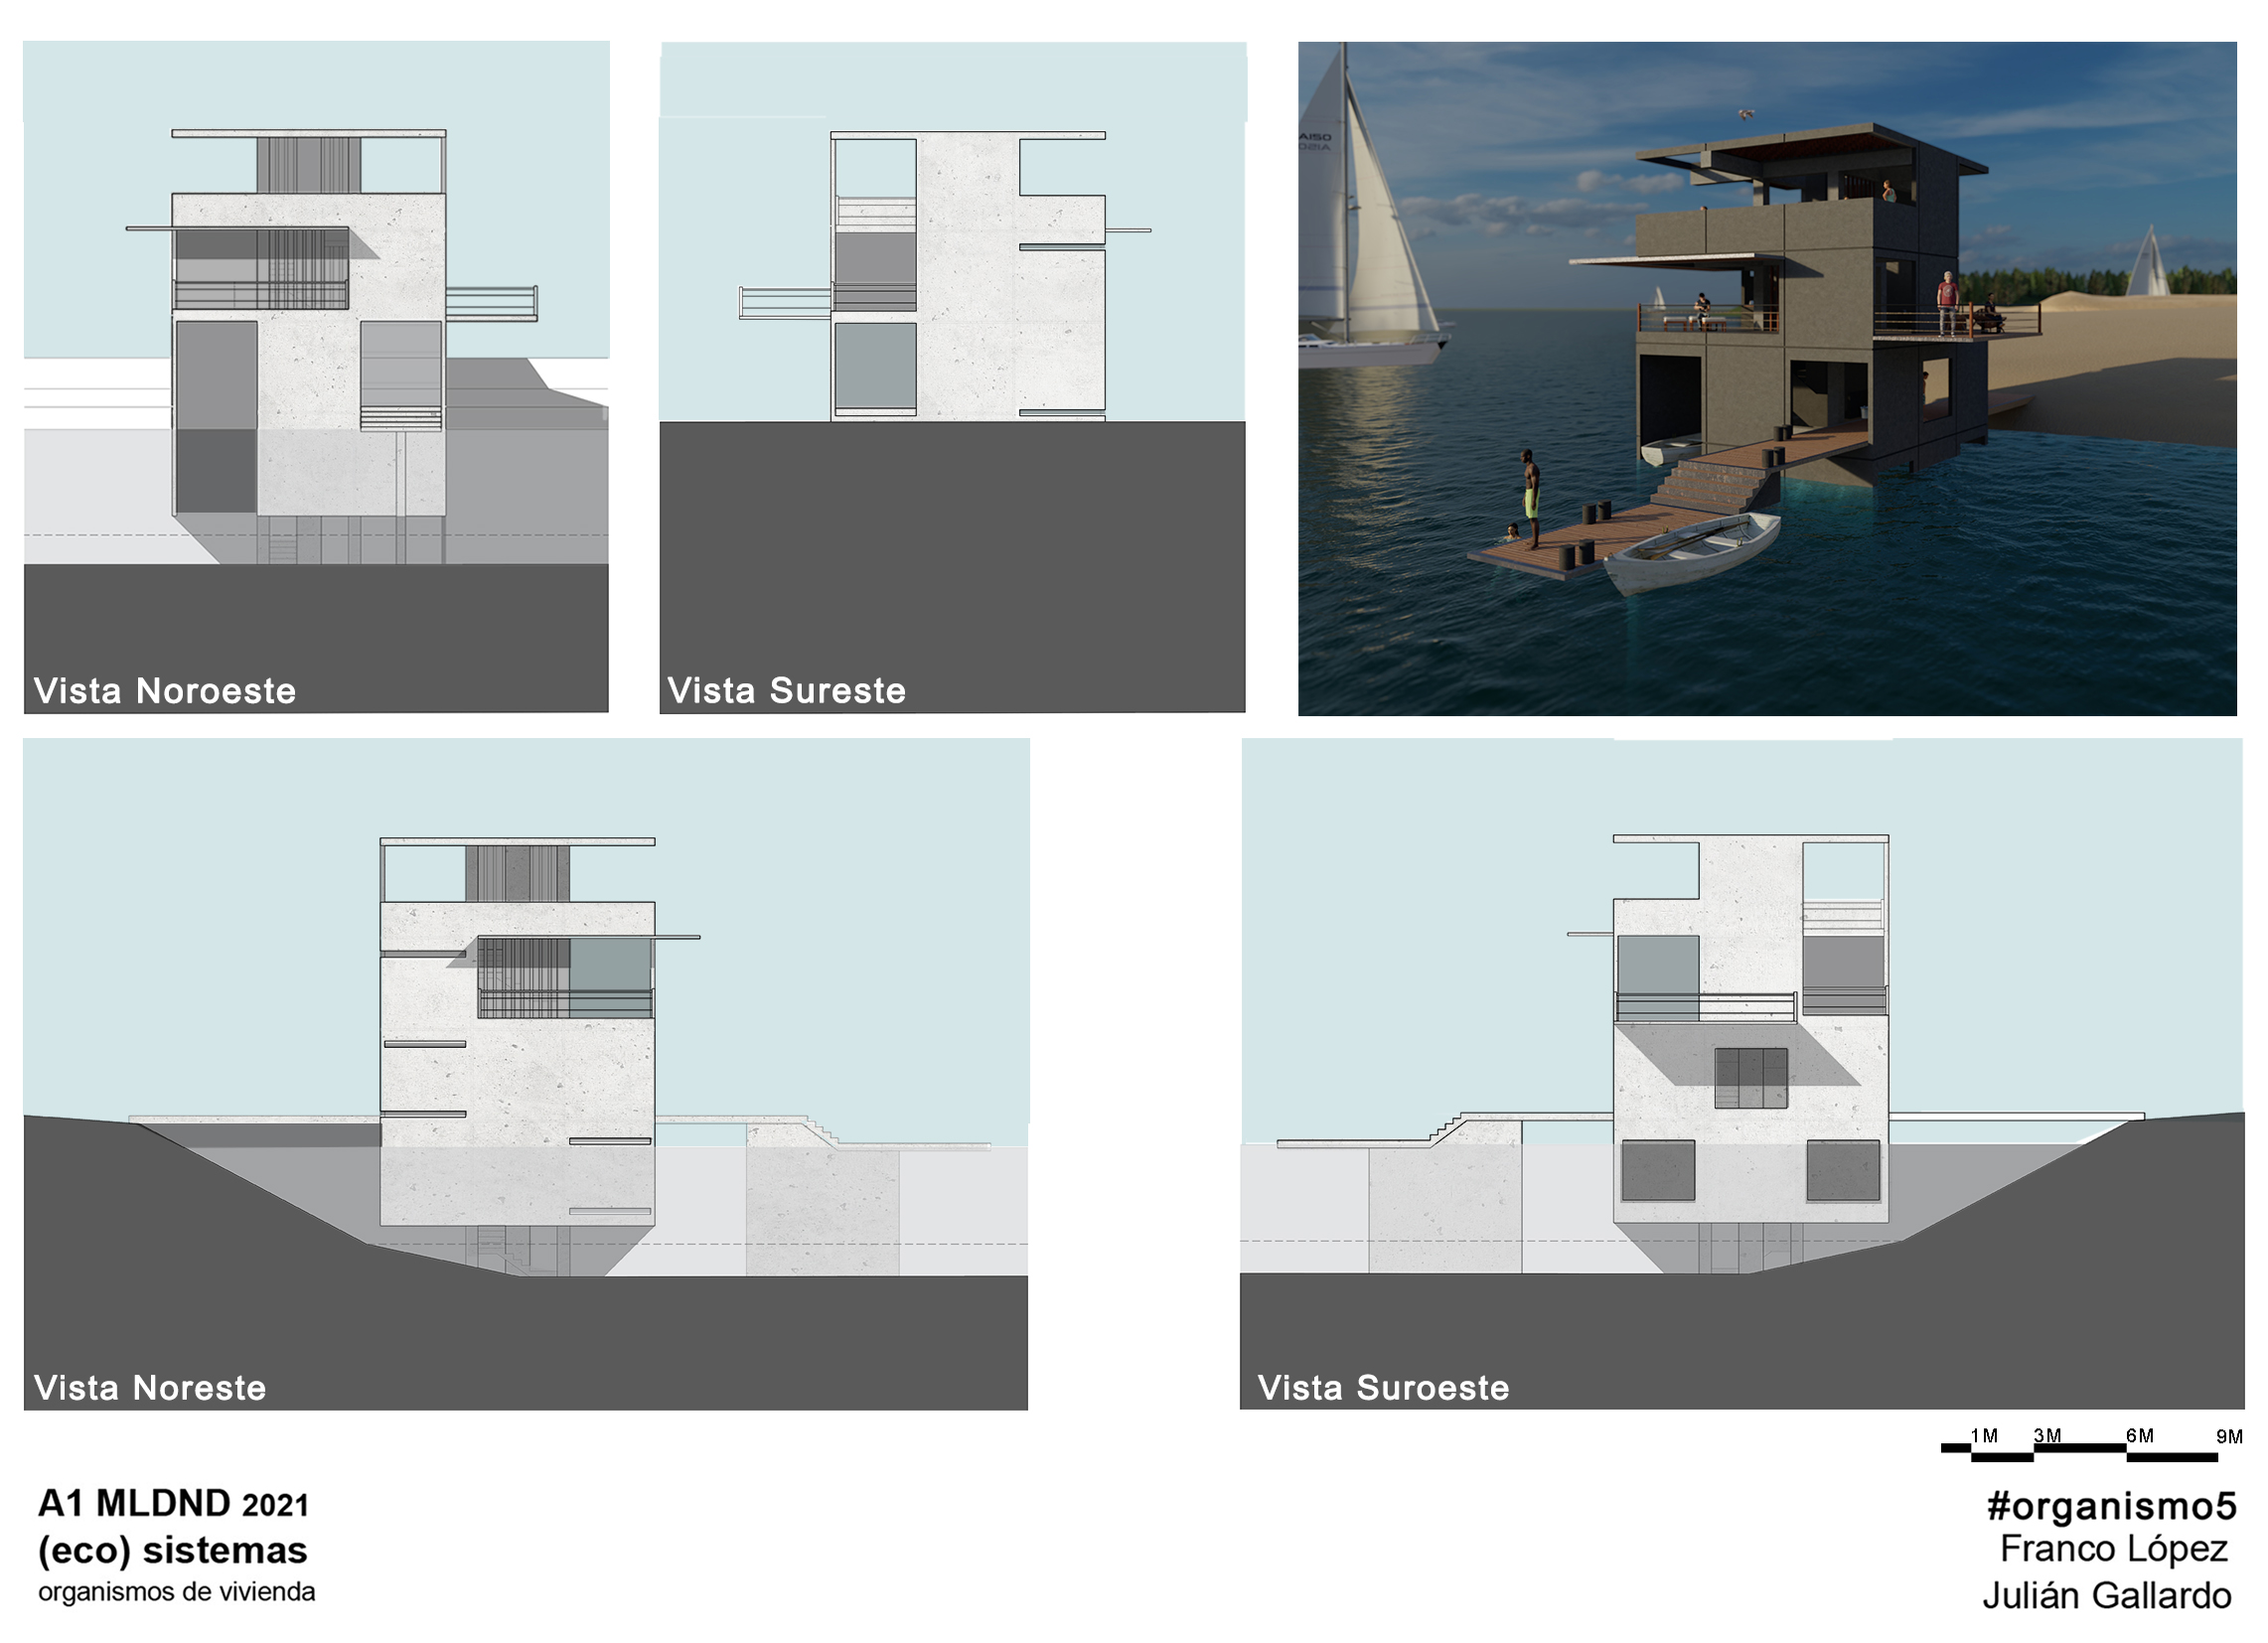 AISO
Vista Noroeste
Vista Sureste
Vista Noreste
Vista Suroeste
1M 3M 6M 9M
A1 MLDND 2021
(eco) sistemas
organismos de vivienda
#organismo5
Franco López
Julián Gallardo